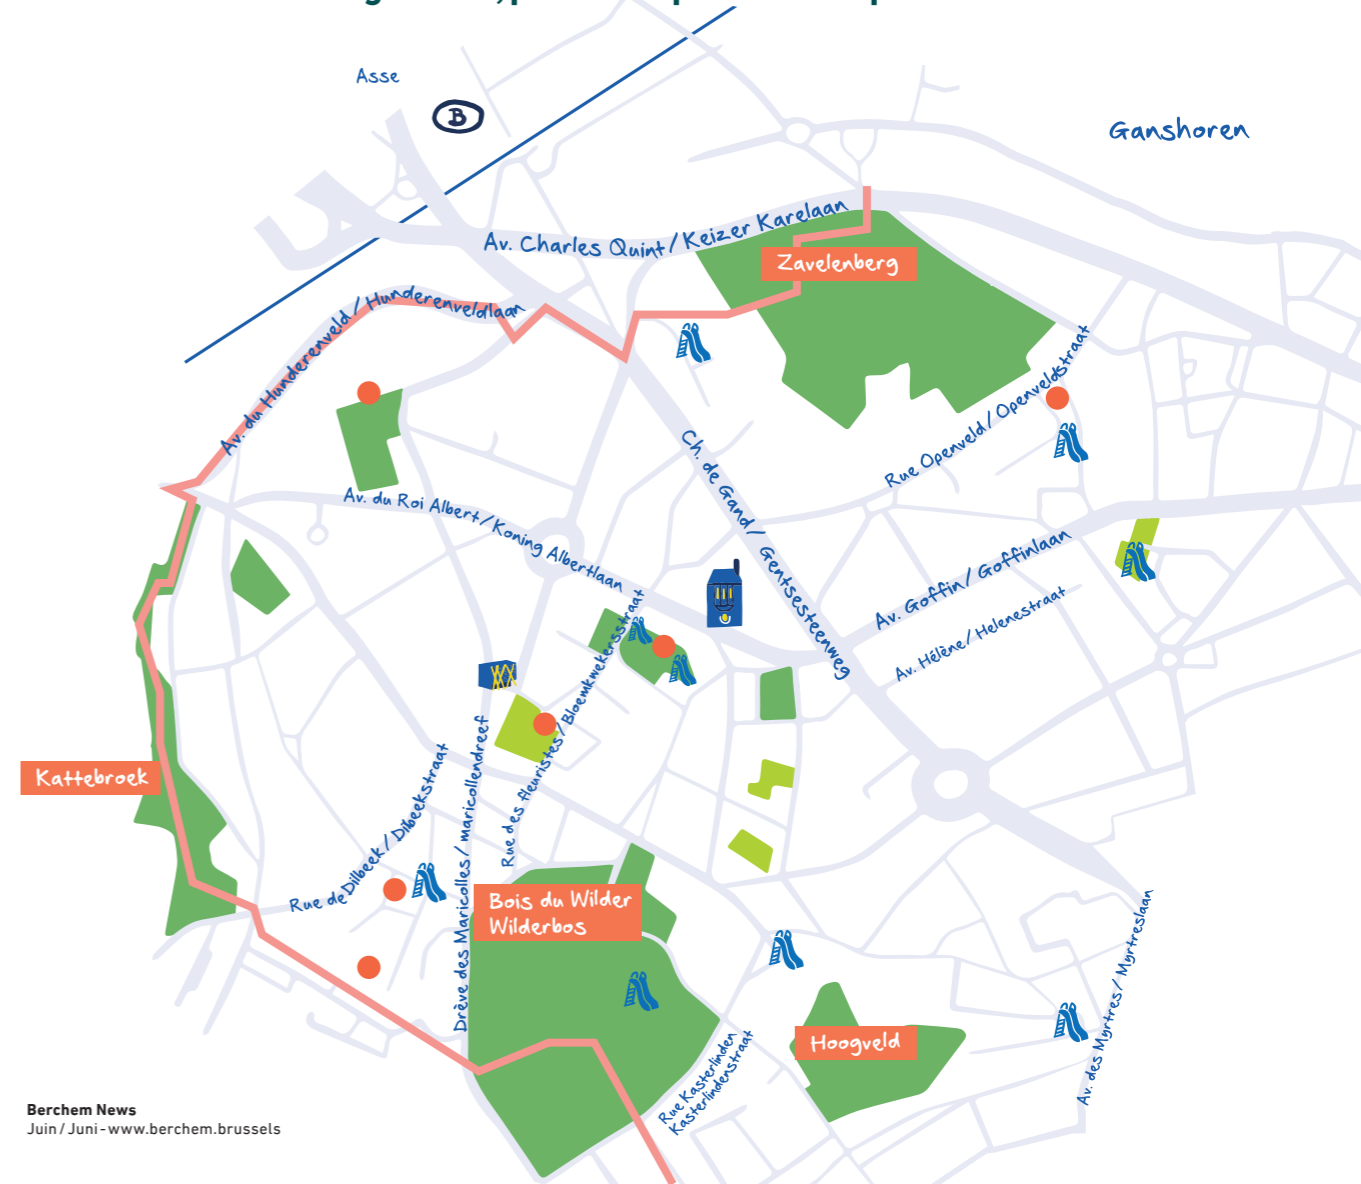 Asse
B
Ganshoren
Av. Charles Quint / Keizer Karelaan
Zavelenberg
Av. du Hunderenveld / Hunderenveldlaan
Rue Openveld / Openveldstraat
Av. du Roi Albert / Koning Albertlaan
Ch. de Gand / Gentsesteenweg
Av. Goffin / Goffinlaan
Av. Hélène / Helenestraat
Kattebroek
Rue de Dilbeek / Dilbeekstraat
Drève des Maricolles / maricollendreef
Rue des fleuristes / Bloemkwekersstraat
Bois du Wilder
Wilderbos
Hoogveld
Rue Kasterlinden
Kasterlindenstraat
Av. des Myrtres / Myrtreslaan
Berchem News
Juin / Juni - www.berchem.brussels